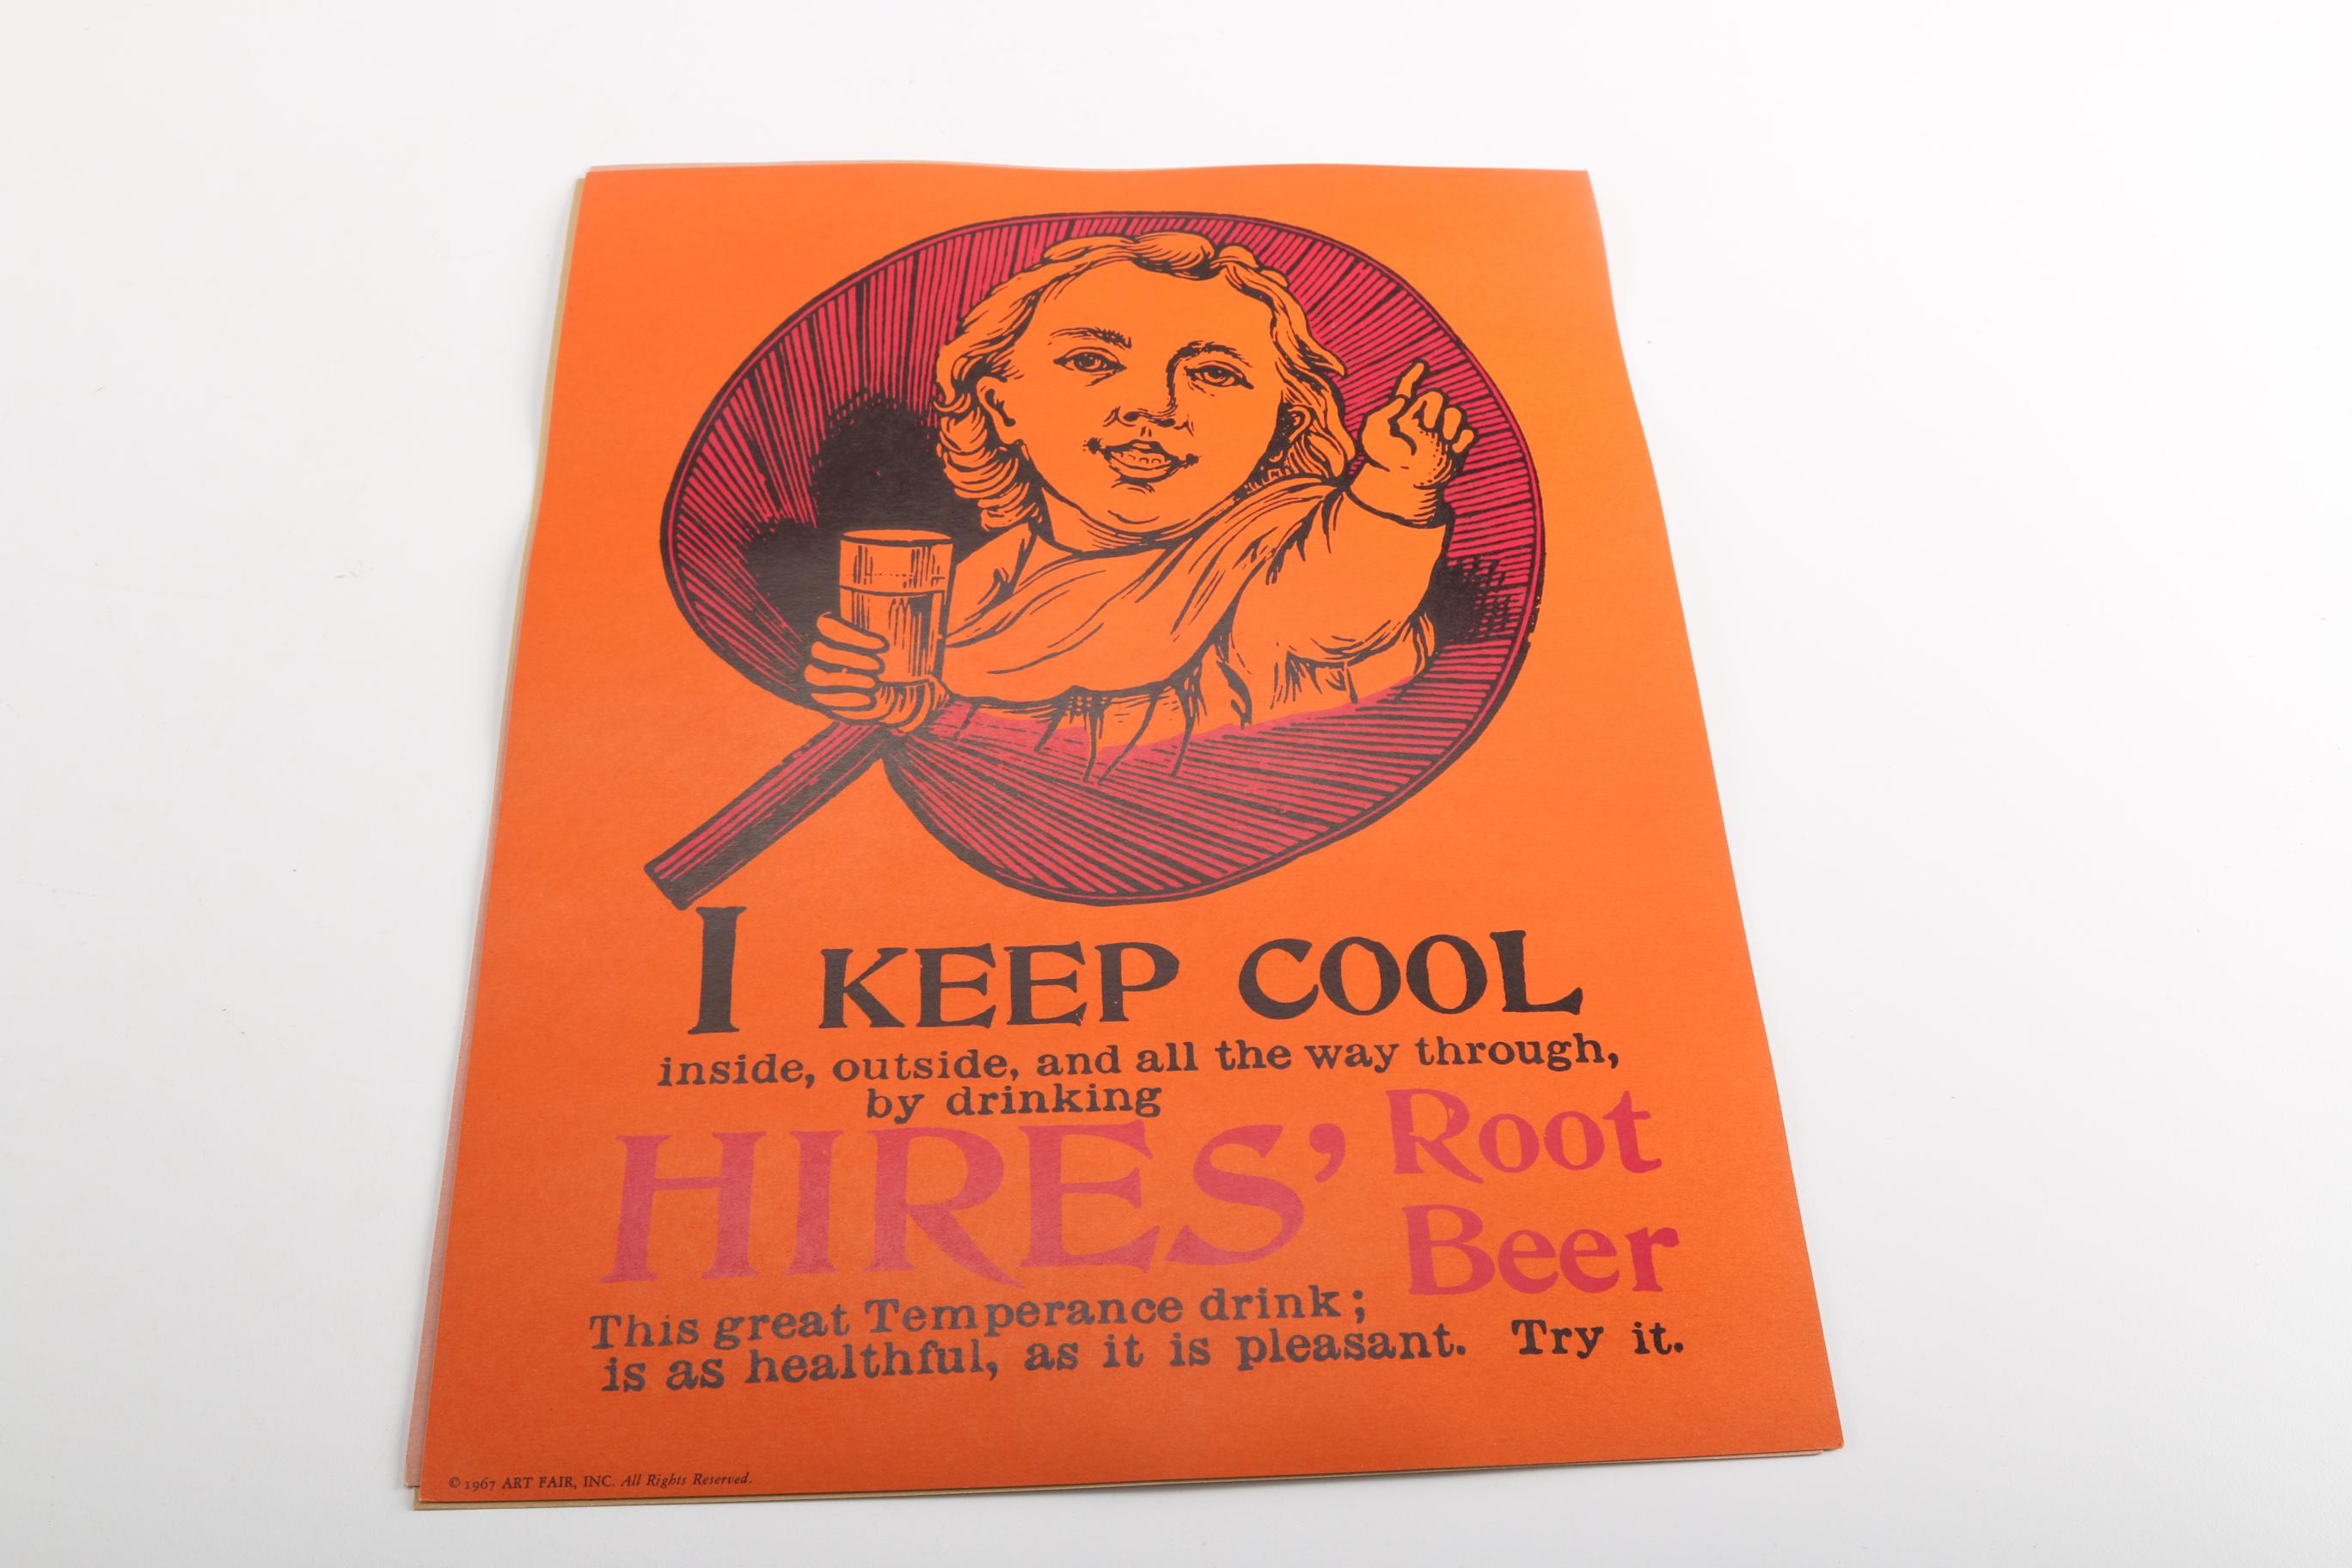 I KEEP COOL
inside, outside, and all the way through,
by drinking
HIRES' Root
Beer
This great Temperance drink;
is as healthful, as it is pleasant. Try it.
© 1967 ART FAIR, INC. All Rights Reserved.